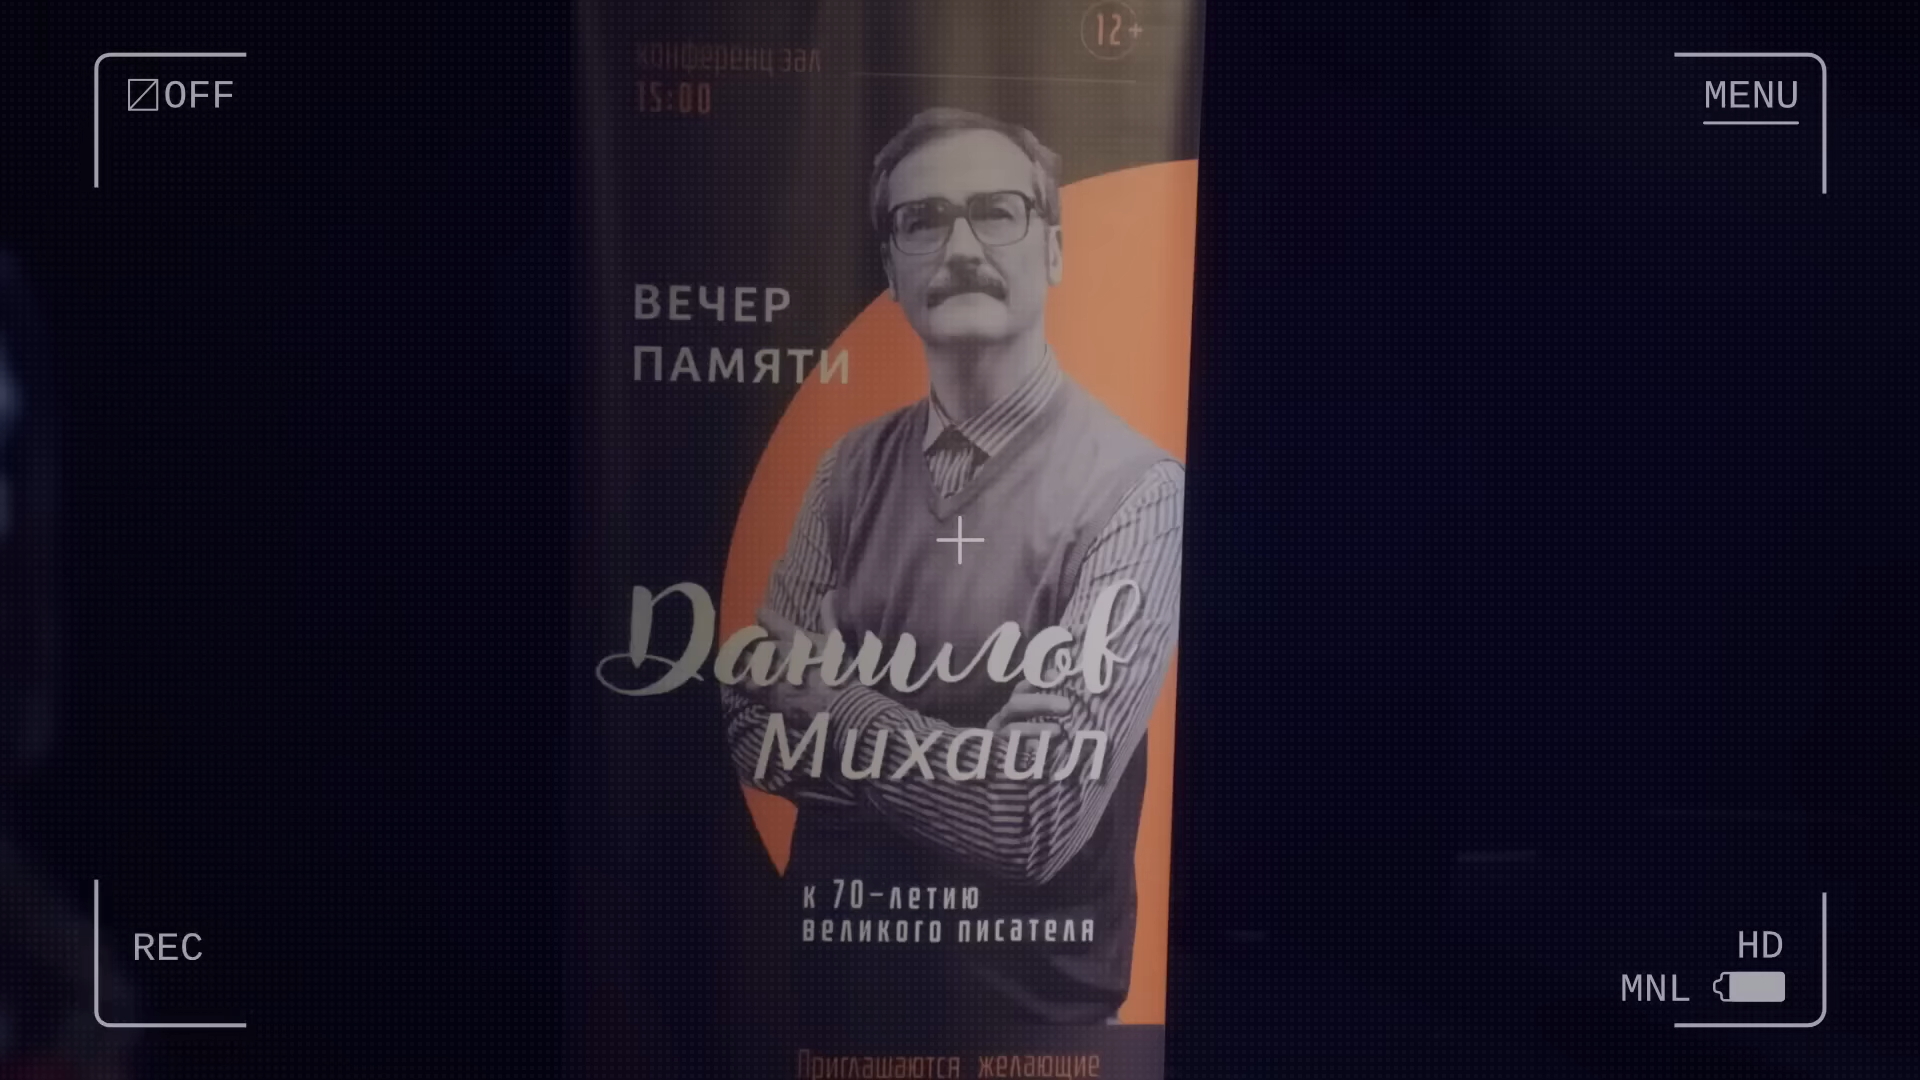 OFF
MENU
12+
конференц зал
15:00
ВЕЧЕР
ПАМЯТИ
Данилов
Михаил
к 70-летию
великого писателя
Приглашаются желающие
REC
HD
MNL